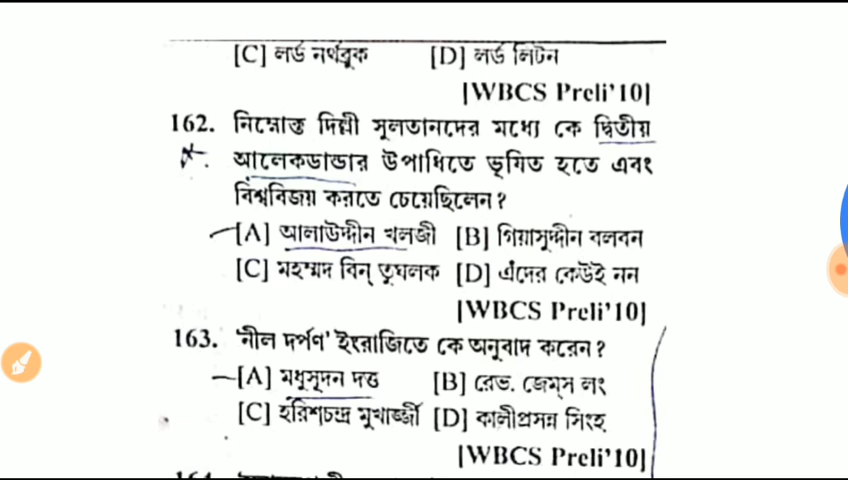 [C] লর্ড নর্থব্রুক [D] লর্ড লিটন
[WBCS Preli'10]
162. নিম্নোক্ত দিল্লী সুলতানদের মধ্যে কে দ্বিতীয়
আলেকজান্ডার উপাধিতে ভূষিত হতে এবং
বিশ্ববিজয় করতে চেয়েছিলেন?
[A] আলাউদ্দীন খলজী [B] গিয়াসুদ্দীন বলবন
[C] মহম্মদ বিন্ তুঘলক [D] এঁদের কেউই নন
[WBCS Preli'10]
163. 'নীল দর্পণ' ইংরাজিতে কে অনুবাদ করেন?
[A] মধুসূদন দত্ত [B] রেভ. জেম্স লং
[C] হরিশ্চন্দ্র মুখার্জ্জী [D] কালীপ্রসন্ন সিংহ
[WBCS Preli'10]